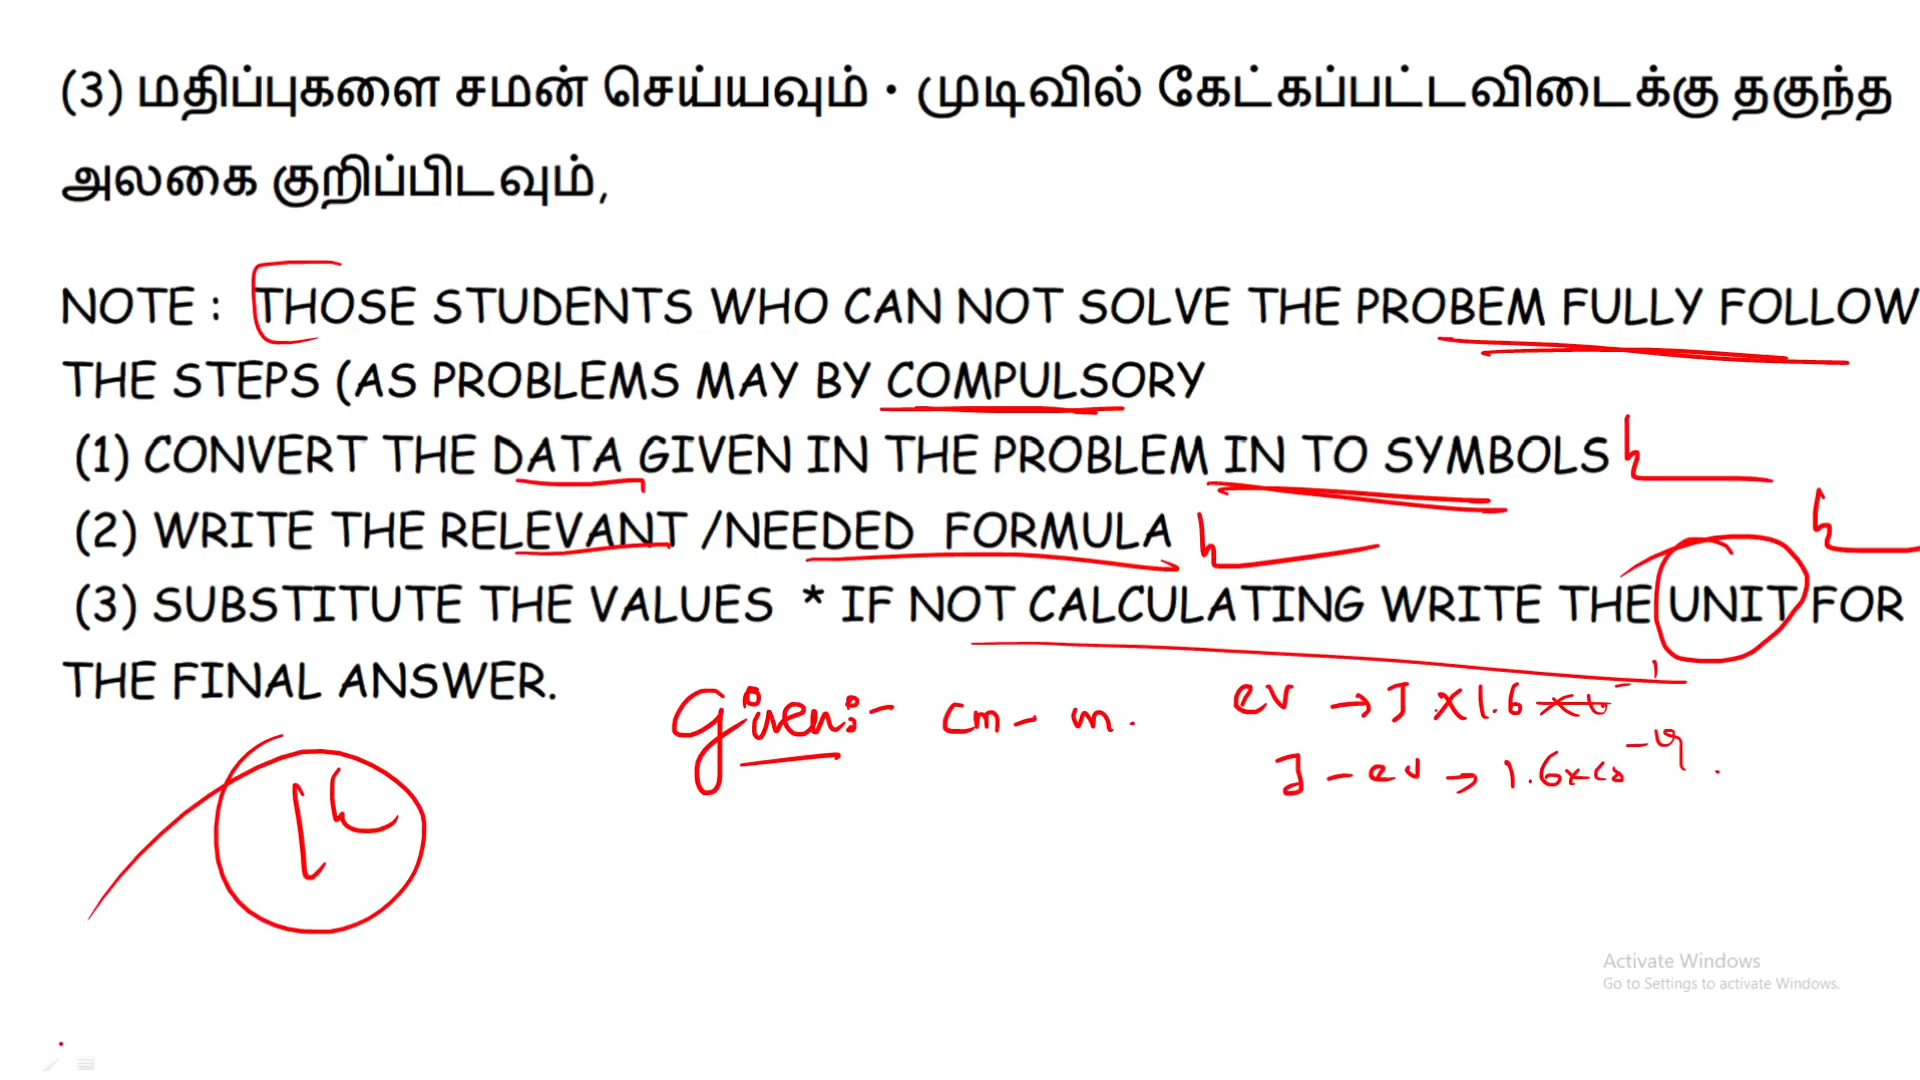 (3) மதிப்புகளை சமன் செய்யவும் • முடிவில் கேட்கப்பட்டவிடைக்கு தகுந்த
அலகை குறிப்பிடவும்,
NOTE : THOSE STUDENTS WHO CAN NOT SOLVE THE PROBEM FULLY FOLLOW
THE STEPS (AS PROBLEMS MAY BY COMPULSORY
(1) CONVERT THE DATA GIVEN IN THE PROBLEM IN TO SYMBOLS
(2) WRITE THE RELEVANT /NEEDED FORMULA
(3) SUBSTITUTE THE VALUES * IF NOT CALCULATING WRITE THE UNIT FOR
THE FINAL ANSWER.
Given:- cm - m.
ev → J × 1.6
J - ev → 1.6×10^-19.
Activate Windows
Go to Settings to activate Windows.